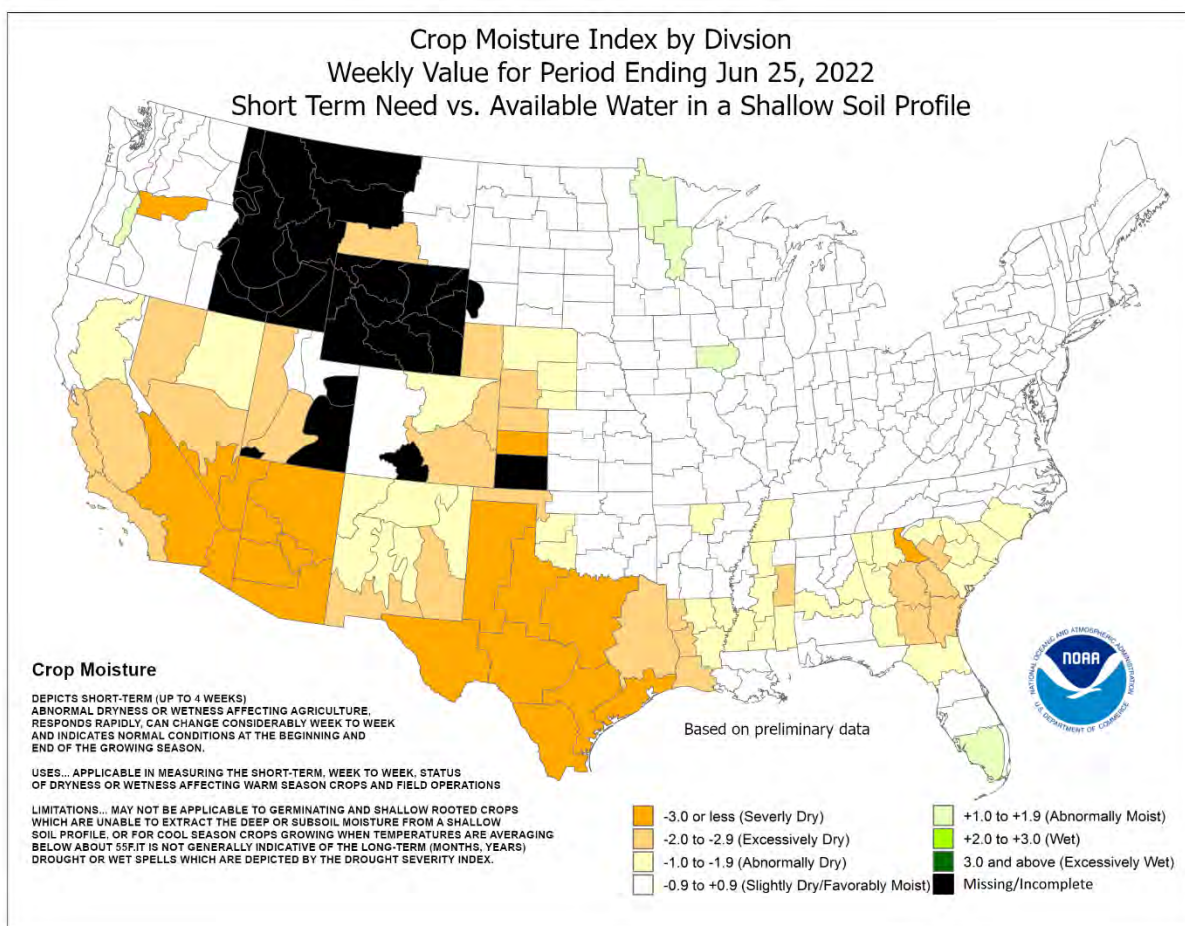 Crop Moisture Index by Divsion
Weekly Value for Period Ending Jun 25, 2022
Short Term Need vs. Available Water in a Shallow Soil Profile
Crop Moisture
DEPICTS SHORT-TERM (UP TO 4 WEEKS)
ABNORMAL DRYNESS OR WETNESS AFFECTING AGRICULTURE,
RESPONDS RAPIDLY, CAN CHANGE CONSIDERABLY WEEK TO WEEK
AND INDICATES NORMAL CONDITIONS AT THE BEGINNING AND
END OF THE GROWING SEASON.
USES... APPLICABLE IN MEASURING THE SHORT-TERM, WEEK TO WEEK, STATUS
OF DRYNESS OR WETNESS AFFECTING WARM SEASON CROPS AND FIELD OPERATIONS
LIMITATIONS... MAY NOT BE APPLICABLE TO GERMINATING AND SHALLOW ROOTED CROPS
WHICH ARE UNABLE TO EXTRACT THE DEEP OR SUBSOIL MOISTURE FROM A SHALLOW
SOIL PROFILE, OR FOR COOL SEASON CROPS GROWING WHEN TEMPERATURES ARE AVERAGING
BELOW ABOUT 55F.IT IS NOT GENERALLY INDICATIVE OF THE LONG-TERM (MONTHS, YEARS)
DROUGHT OR WET SPELLS WHICH ARE DEPICTED BY THE DROUGHT SEVERITY INDEX.
Based on preliminary data
NATIONAL OCEANIC AND ATMOSPHERIC ADMINISTRATION
NOAA
U.S. DEPARTMENT OF COMMERCE
-3.0 or less (Severly Dry)
-2.0 to -2.9 (Excessively Dry)
-1.0 to -1.9 (Abnormally Dry)
-0.9 to +0.9 (Slightly Dry/Favorably Moist)
+1.0 to +1.9 (Abnormally Moist)
+2.0 to +3.0 (Wet)
3.0 and above (Excessively Wet)
Missing/Incomplete